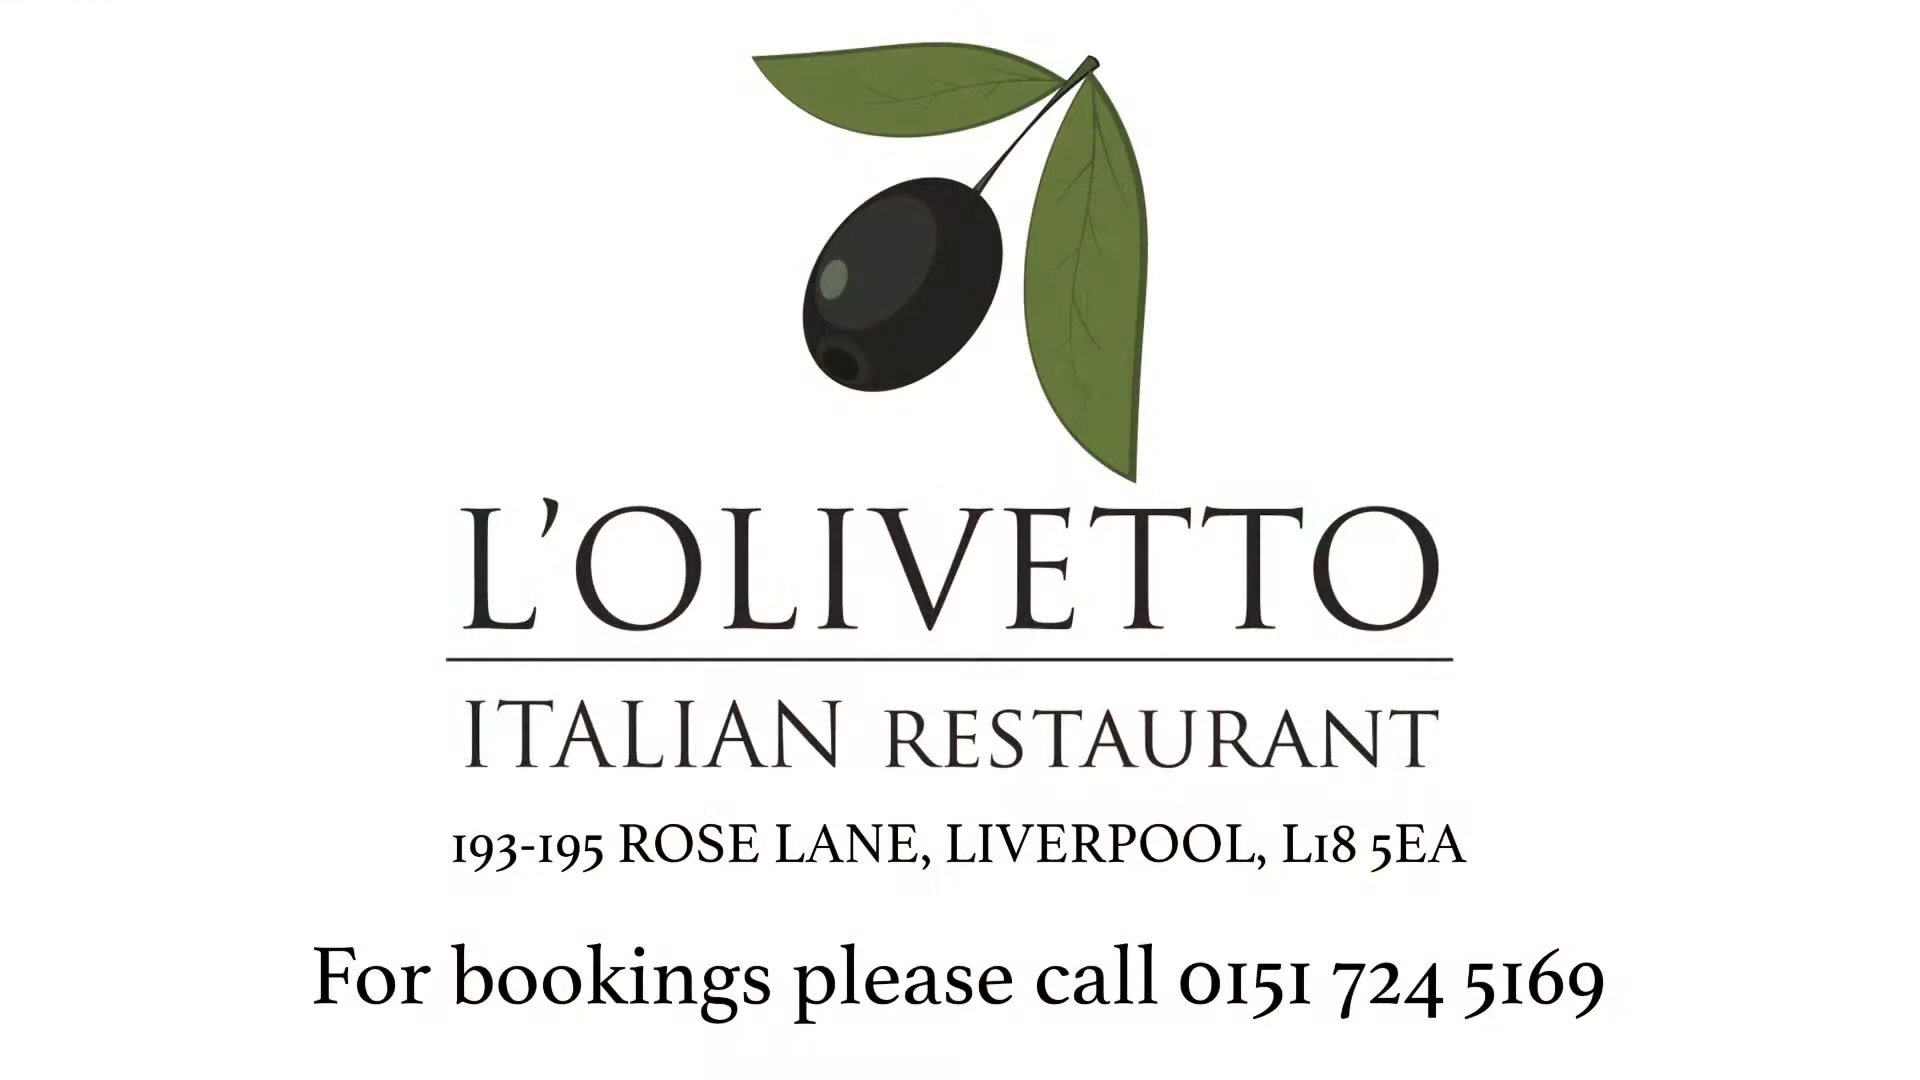 L'OLIVETTO
ITALIAN RESTAURANT
193-195 ROSE LANE, LIVERPOOL, L18 5EA
For bookings please call 0151 724 5169